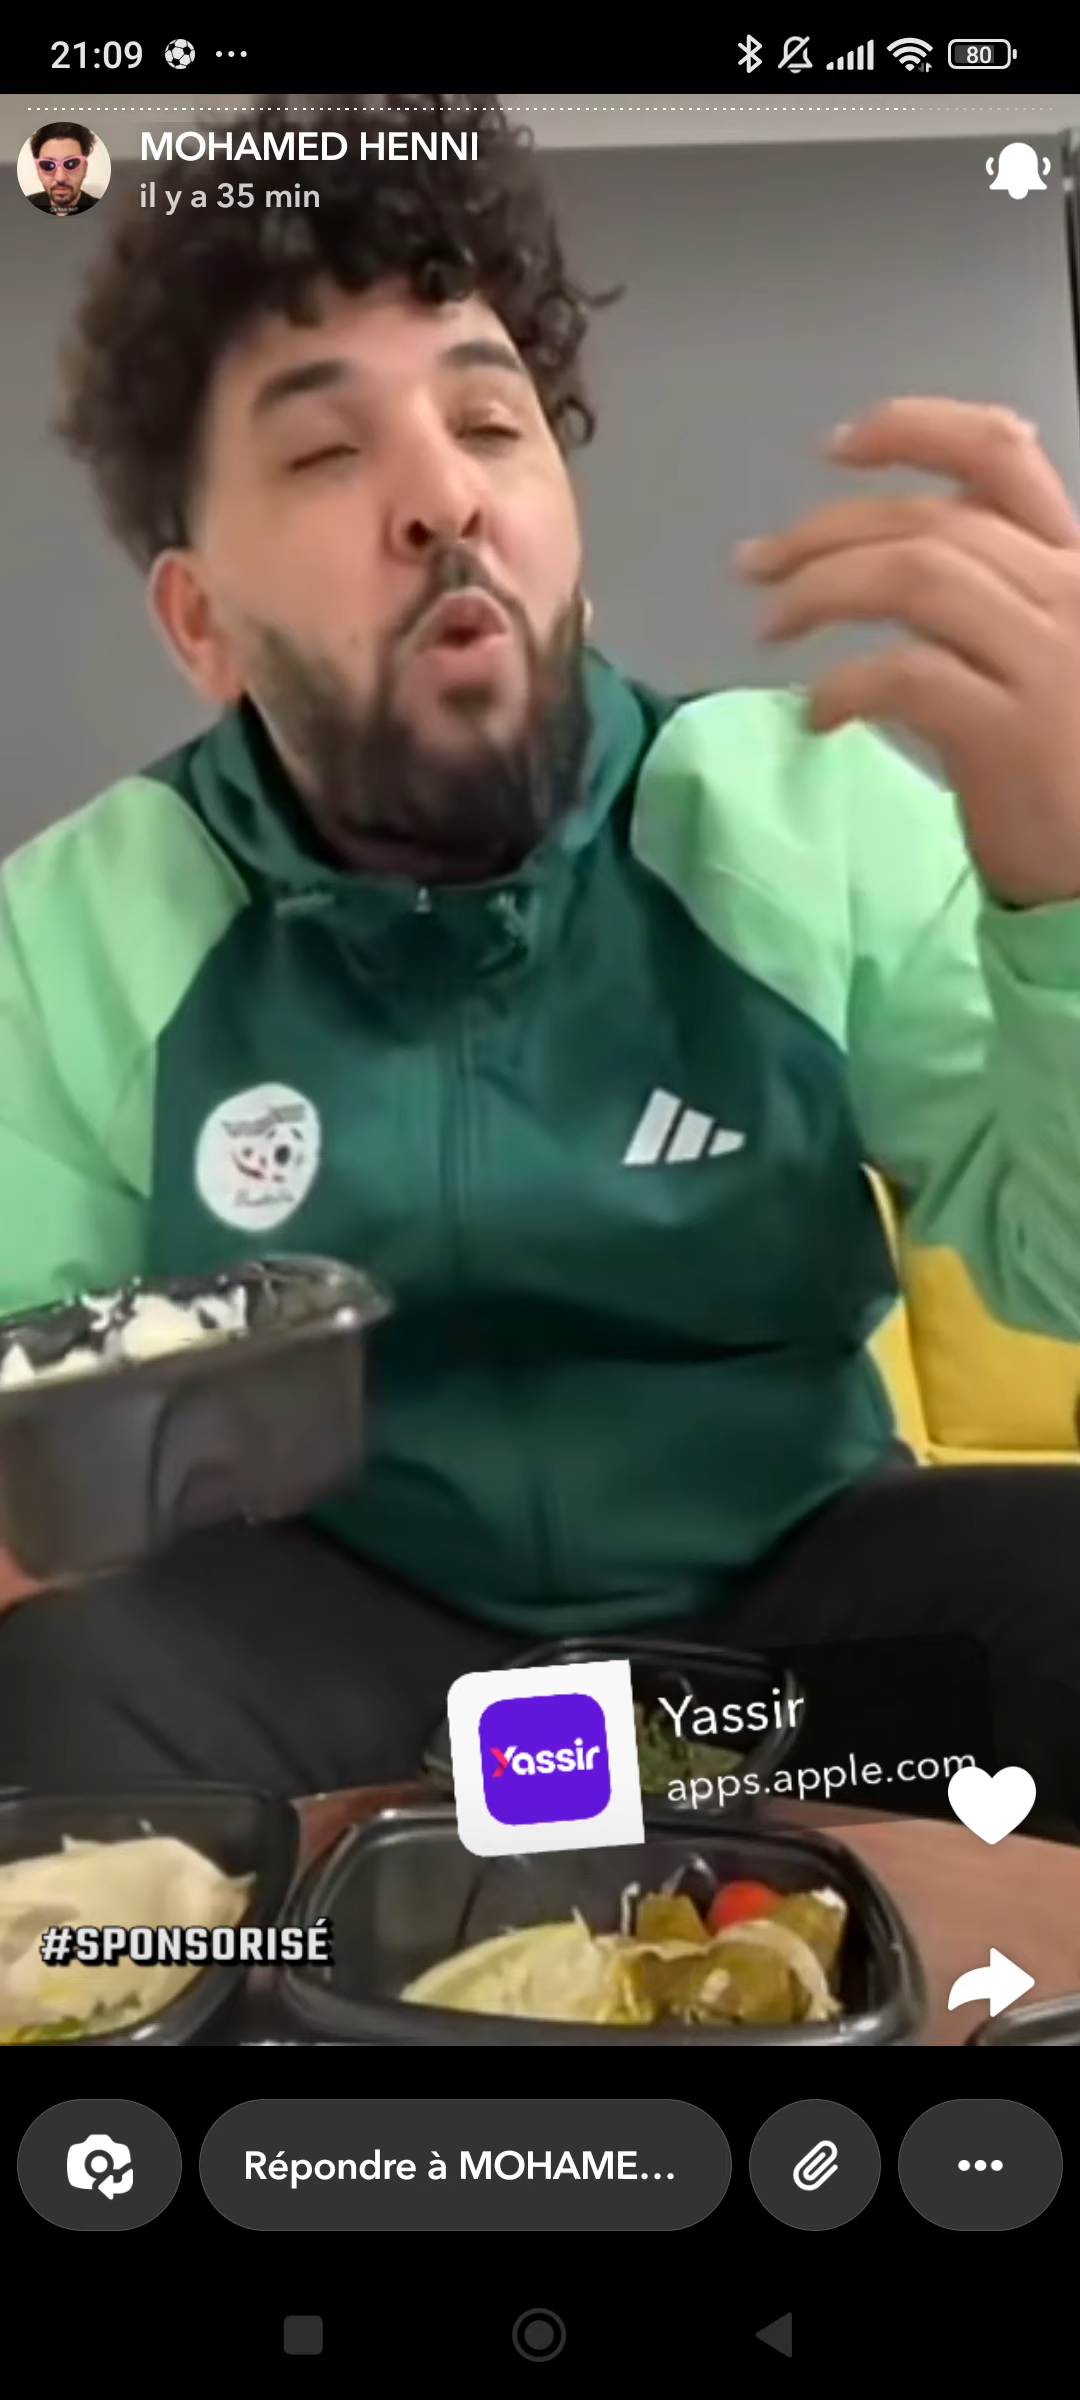 21:09
80
MOHAMED HENNI
il y a 35 min
Yassir
Yassir
apps.apple.com
#SPONSORISÉ
Répondre à MOHAME...